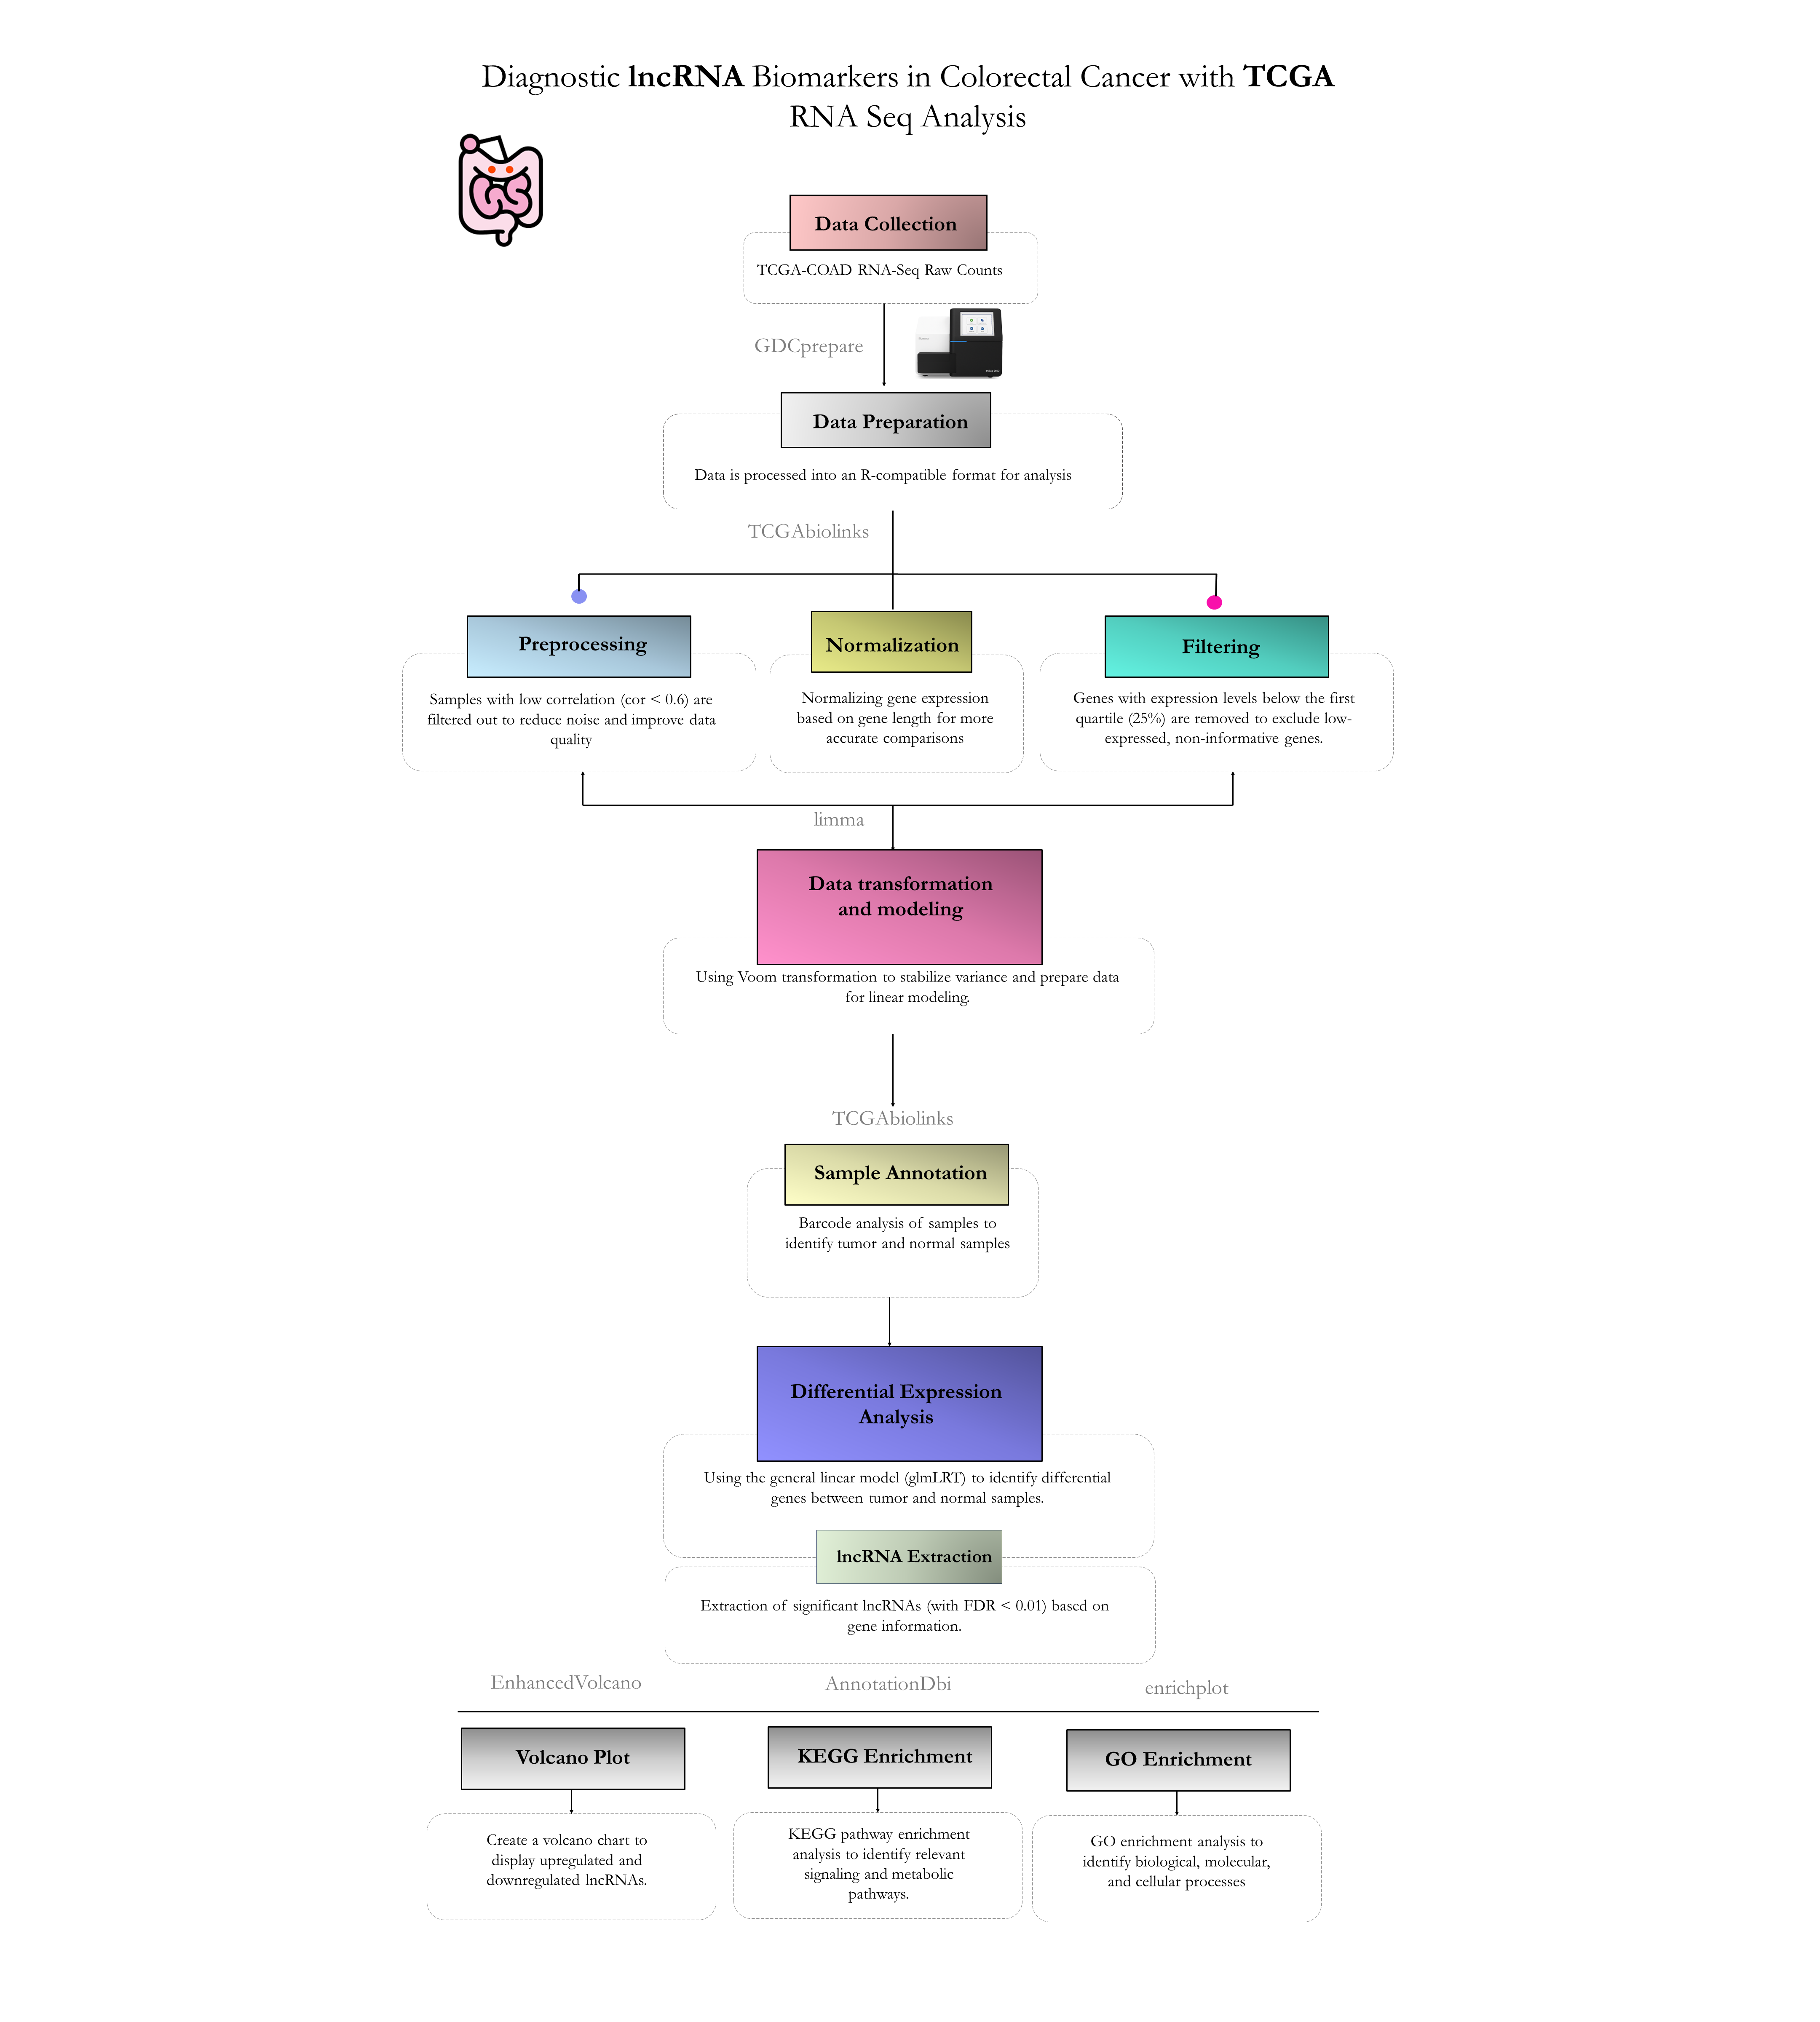 Diagnostic lncRNA Biomarkers in Colorectal Cancer with TCGA
RNA Seq Analysis
Data Collection
TCGA-COAD RNA-Seq Raw Counts
GDCprepare
Data Preparation
Data is processed into an R-compatible format for analysis
TCGAbiolinks
Preprocessing
Samples with low correlation (cor < 0.6) are
filtered out to reduce noise and improve data
quality
Normalization
Normalizing gene expression
based on gene length for more
accurate comparisons
Filtering
Genes with expression levels below the first
quartile (25%) are removed to exclude low-
expressed, non-informative genes.
limma
Data transformation
and modeling
Using Voom transformation to stabilize variance and prepare data
for linear modeling.
TCGAbiolinks
Sample Annotation
Barcode analysis of samples to
identify tumor and normal samples
Differential Expression
Analysis
Using the general linear model (glmLRT) to identify differential
genes between tumor and normal samples.
lncRNA Extraction
Extraction of significant lncRNAs (with FDR < 0.01) based on
gene information.
EnhancedVolcano
AnnotationDbi
enrichplot
Volcano Plot
Create a volcano chart to
display upregulated and
downregulated lncRNAs.
KEGG Enrichment
KEGG pathway enrichment
analysis to identify relevant
signaling and metabolic
pathways.
GO Enrichment
GO enrichment analysis to
identify biological, molecular,
and cellular processes